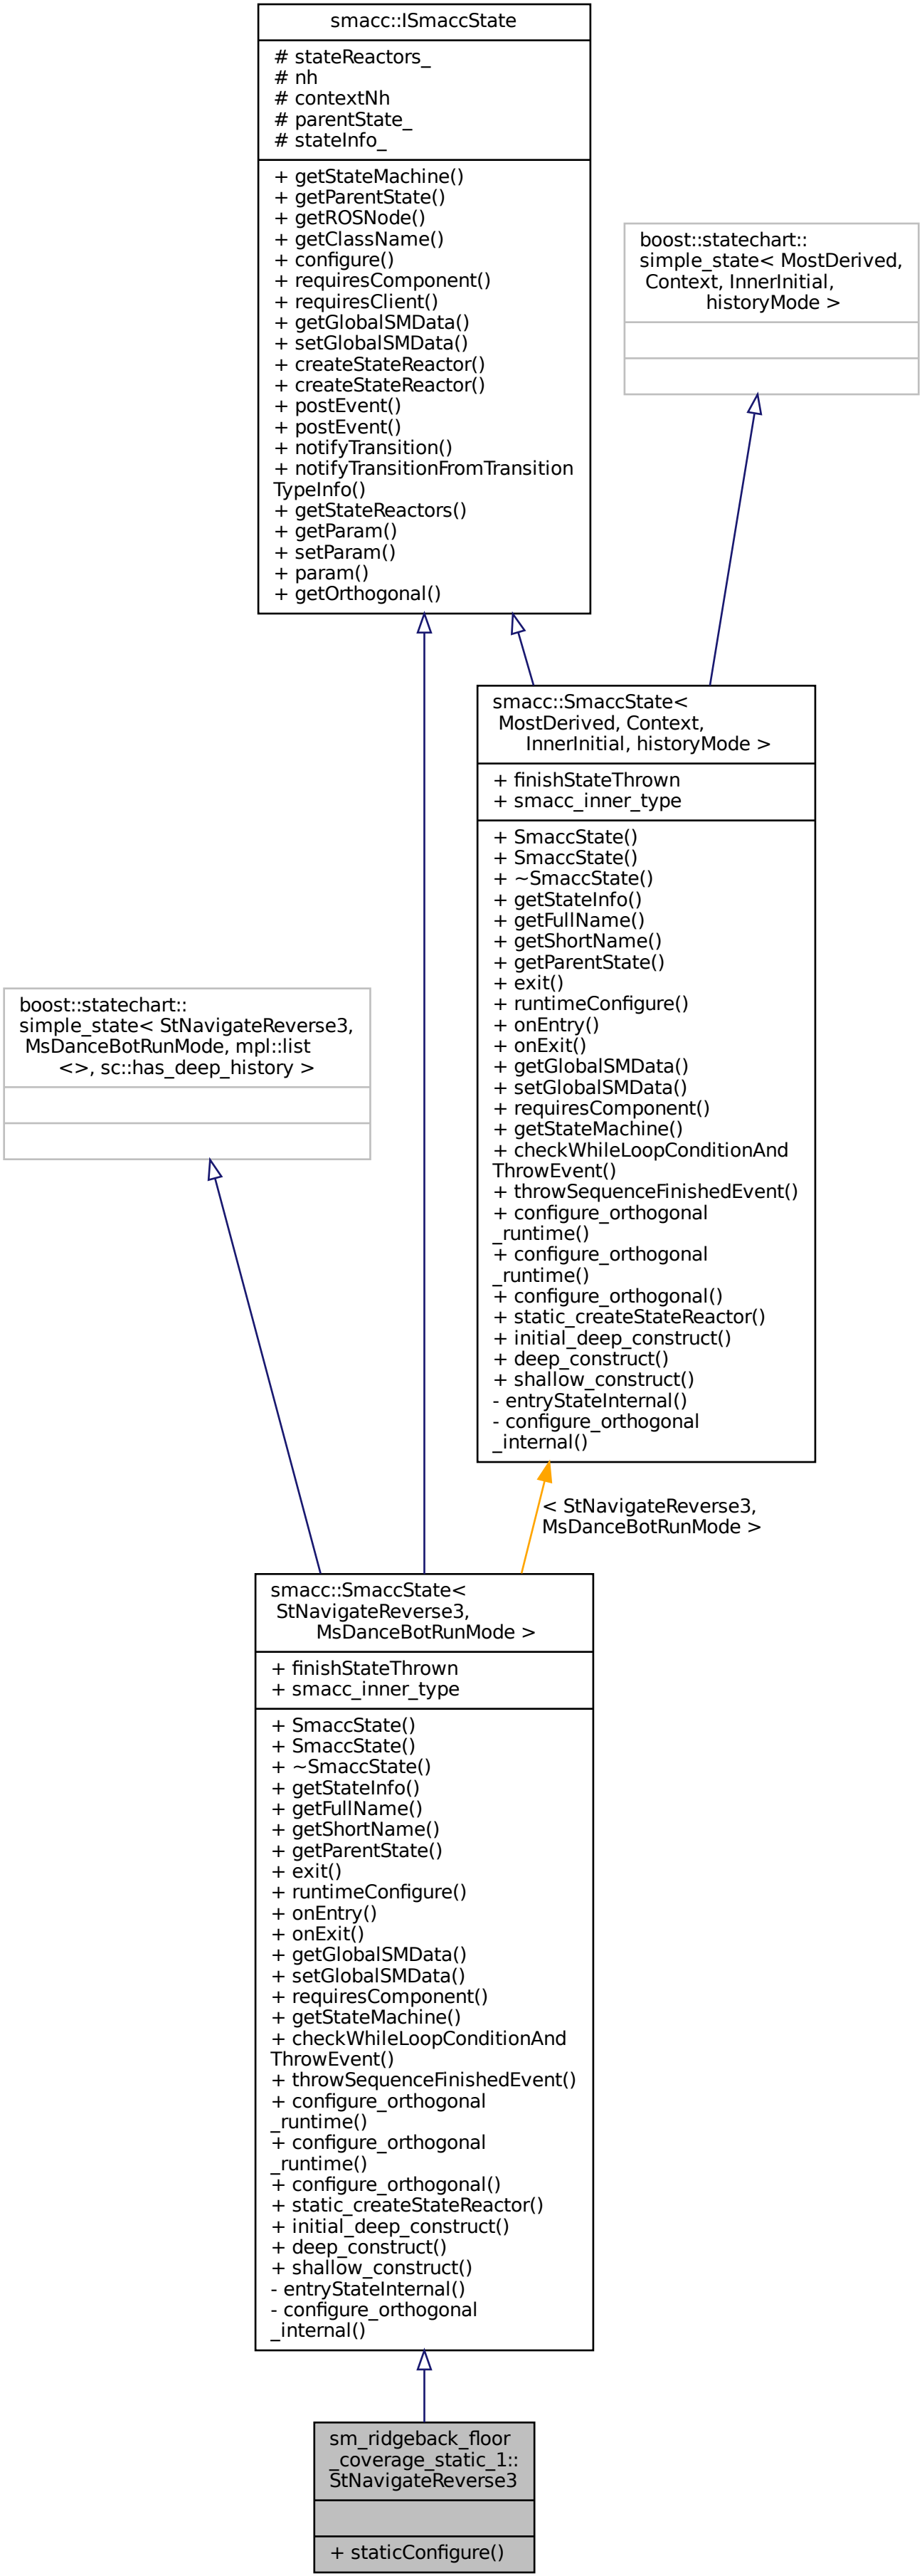 smacc::ISmaccState
# stateReactors_
# nh
# contextNh
# parentState_
# stateInfo_
+ getStateMachine()
+ getParentState()
+ getROSNode()
+ getClassName()
+ configure()
+ requiresComponent()
+ requiresClient()
+ getGlobalSMData()
+ setGlobalSMData()
+ createStateReactor()
+ createStateReactor()
+ postEvent()
+ postEvent()
+ notifyTransition()
+ notifyTransitionFromTransition
TypeInfo()
+ getStateReactors()
+ getParam()
+ setParam()
+ param()
+ getOrthogonal()
boost::statechart::
simple_state< MostDerived,
Context, InnerInitial,
historyMode >
smacc::SmaccState<
MostDerived, Context,
InnerInitial, historyMode >
+ finishStateThrown
+ smacc_inner_type
+ SmaccState()
+ SmaccState()
+ ~SmaccState()
+ getStateInfo()
+ getFullName()
+ getShortName()
+ getParentState()
+ exit()
+ runtimeConfigure()
+ onEntry()
+ onExit()
+ getGlobalSMData()
+ setGlobalSMData()
+ requiresComponent()
+ getStateMachine()
+ checkWhileLoopConditionAnd
ThrowEvent()
+ throwSequenceFinishedEvent()
+ configure_orthogonal
_runtime()
+ configure_orthogonal
_runtime()
+ configure_orthogonal()
+ static_createStateReactor()
+ initial_deep_construct()
+ deep_construct()
+ shallow_construct()
- entryStateInternal()
- configure_orthogonal
_internal()
boost::statechart::
simple_state< StNavigateReverse3,
MsDanceBotRunMode, mpl::list
<>, sc::has_deep_history >
< StNavigateReverse3,
MsDanceBotRunMode >
smacc::SmaccState<
StNavigateReverse3,
MsDanceBotRunMode >
+ finishStateThrown
+ smacc_inner_type
+ SmaccState()
+ SmaccState()
+ ~SmaccState()
+ getStateInfo()
+ getFullName()
+ getShortName()
+ getParentState()
+ exit()
+ runtimeConfigure()
+ onEntry()
+ onExit()
+ getGlobalSMData()
+ setGlobalSMData()
+ requiresComponent()
+ getStateMachine()
+ checkWhileLoopConditionAnd
ThrowEvent()
+ throwSequenceFinishedEvent()
+ configure_orthogonal
_runtime()
+ configure_orthogonal
_runtime()
+ configure_orthogonal()
+ static_createStateReactor()
+ initial_deep_construct()
+ deep_construct()
+ shallow_construct()
- entryStateInternal()
- configure_orthogonal
_internal()
sm_ridgeback_floor
_coverage_static_1::
StNavigateReverse3
+ staticConfigure()